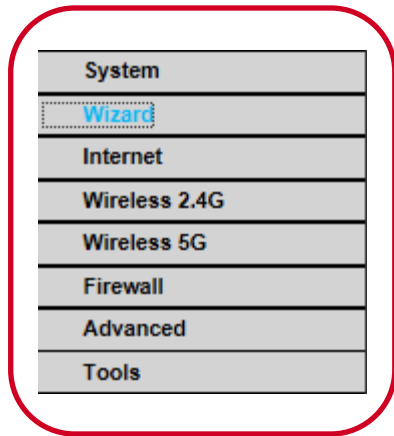 System
Wizard
Internet
Wireless 2.4G
Wireless 5G
Firewall
Advanced
Tools